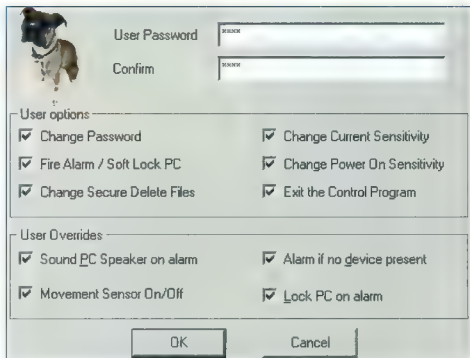 User Password xxxx
Confirm xxxx
User options
Change Password
Change Current Sensitivity
Fire Alarm / Soft Lock PC
Change Power On Sensitivity
Change Secure Delete Files
Exit the Control Program
User Overrides
Sound PC Speaker on alarm
Alarm if no device present
Movement Sensor On/Off
Lock PC on alarm
OK
Cancel